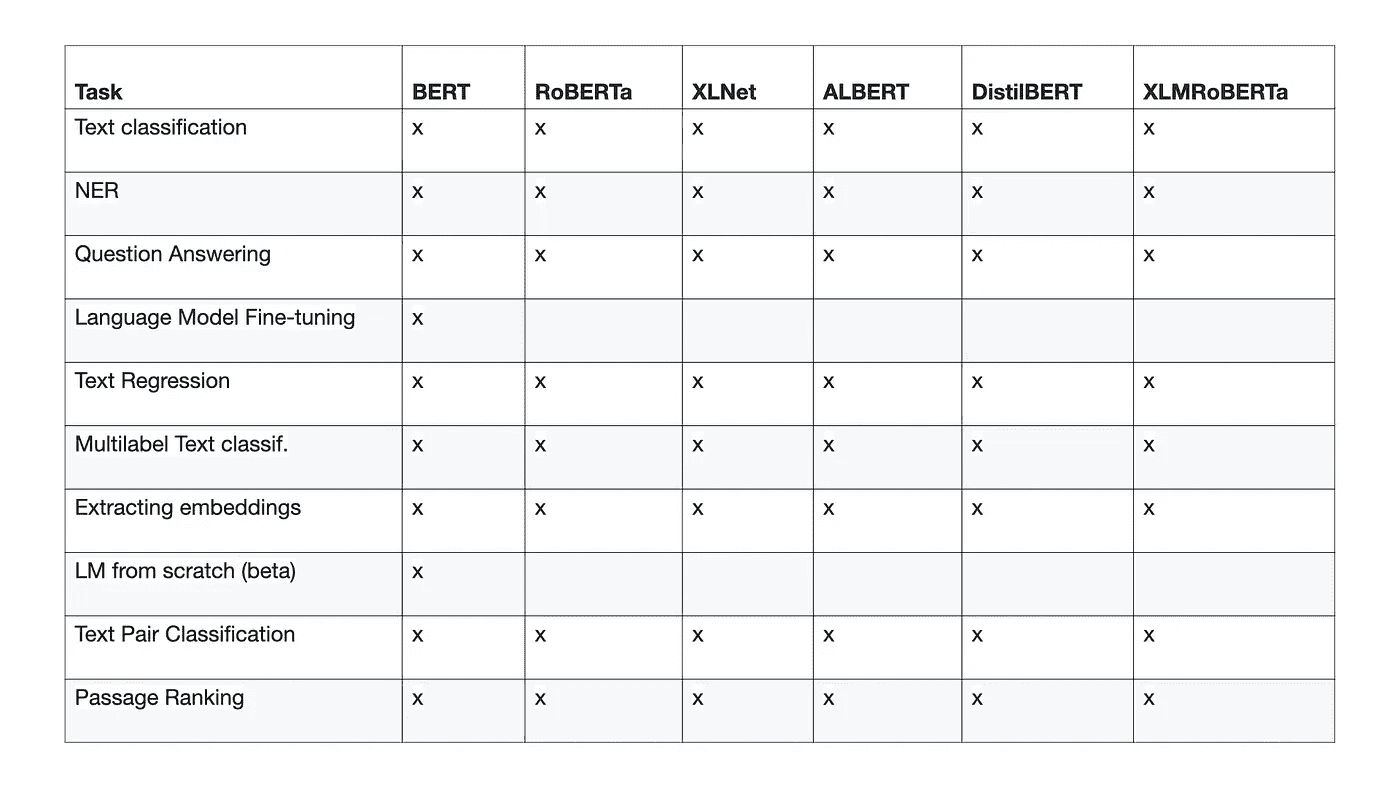 Task BERT RoBERTa XLNet ALBERT DistilBERT XLMRoBERTa
Text classification x x x x x x
NER x x x x x x
Question Answering x x x x x x
Language Model Fine-tuning x
Text Regression x x x x x x
Multilabel Text classif. x x x x x x
Extracting embeddings x x x x x x
LM from scratch (beta) x
Text Pair Classification x x x x x x
Passage Ranking x x x x x x